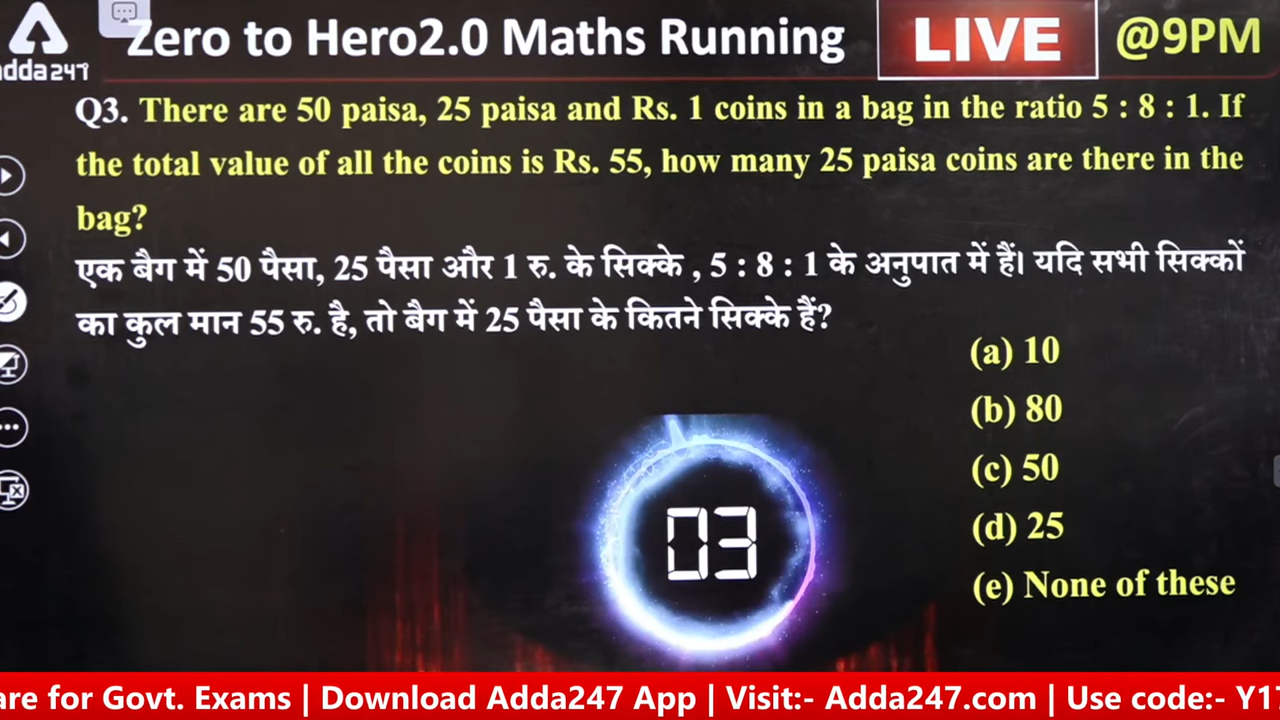 Zero to Hero2.0 Maths Running LIVE @9PM
adda247
Q3. There are 50 paisa, 25 paisa and Rs. 1 coins in a bag in the ratio 5 : 8 : 1. If
the total value of all the coins is Rs. 55, how many 25 paisa coins are there in the
bag?
एक बैग में 50 पैसा, 25 पैसा और 1 रु. के सिक्के , 5 : 8 : 1 के अनुपात में हैं। यदि सभी सिक्कों
का कुल मान 55 रु. है, तो बैग में 25 पैसा के कितने सिक्के हैं?
(a) 10
(b) 80
(c) 50
(d) 25
(e) None of these
03
are for Govt. Exams | Download Adda247 App | Visit:- Adda247.com | Use code:- Y17